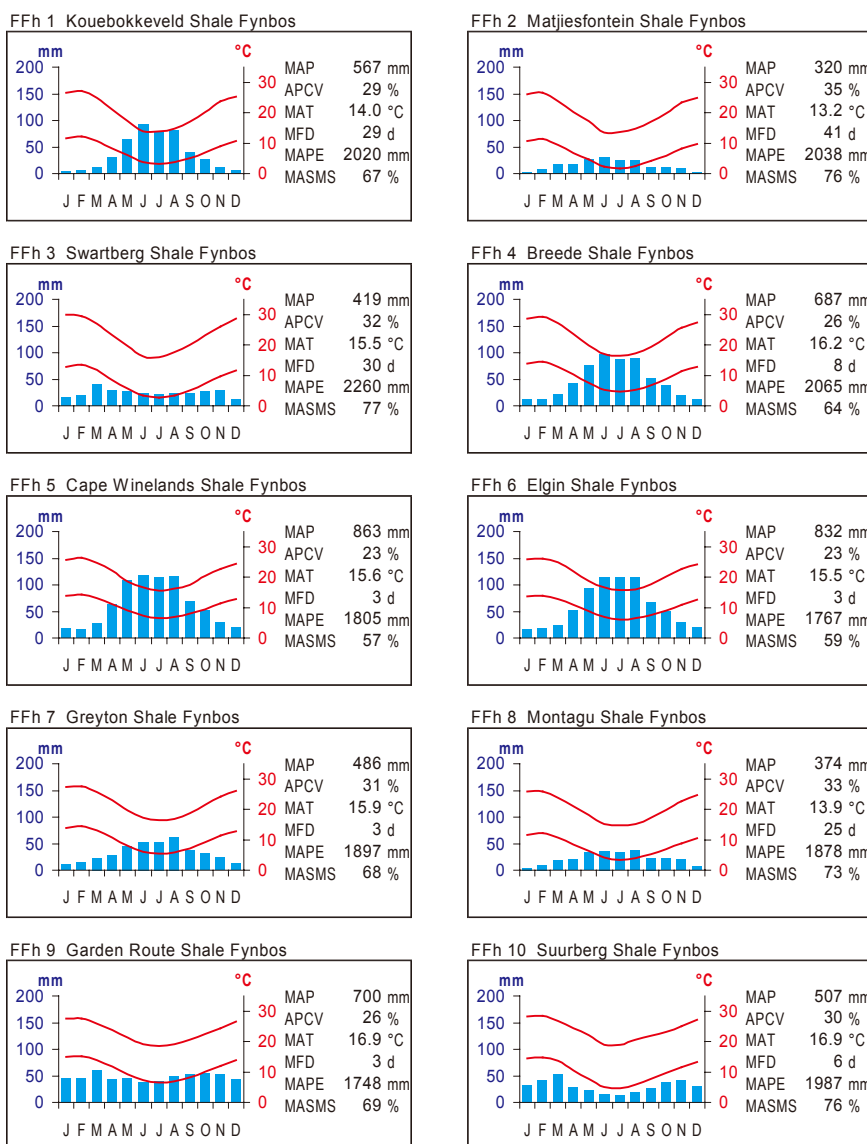 FFh 1 Kouebokkeveld Shale Fynbos
mm °C
200
150
100
50
0
30
20
10
0
J F M A M J J A S O N D
MAP 567 mm
APCV 29 %
MAT 14.0 °C
MFD 29 d
MAPE 2020 mm
MASMS 67 %
FFh 2 Matjiesfontein Shale Fynbos
mm °C
200
150
100
50
0
30
20
10
0
J F M A M J J A S O N D
MAP 320 mm
APCV 35 %
MAT 13.2 °C
MFD 41 d
MAPE 2038 mm
MASMS 76 %
FFh 3 Swartberg Shale Fynbos
mm °C
200
150
100
50
0
30
20
10
0
J F M A M J J A S O N D
MAP 419 mm
APCV 32 %
MAT 15.5 °C
MFD 30 d
MAPE 2260 mm
MASMS 77 %
FFh 4 Breede Shale Fynbos
mm °C
200
150
100
50
0
30
20
10
0
J F M A M J J A S O N D
MAP 687 mm
APCV 26 %
MAT 16.2 °C
MFD 8 d
MAPE 2065 mm
MASMS 64 %
FFh 5 Cape Winelands Shale Fynbos
mm °C
200
150
100
50
0
30
20
10
0
J F M A M J J A S O N D
MAP 863 mm
APCV 23 %
MAT 15.6 °C
MFD 3 d
MAPE 1805 mm
MASMS 57 %
FFh 6 Elgin Shale Fynbos
mm °C
200
150
100
50
0
30
20
10
0
J F M A M J J A S O N D
MAP 832 mm
APCV 23 %
MAT 15.5 °C
MFD 3 d
MAPE 1767 mm
MASMS 59 %
FFh 7 Greyton Shale Fynbos
mm °C
200
150
100
50
0
30
20
10
0
J F M A M J J A S O N D
MAP 486 mm
APCV 31 %
MAT 15.9 °C
MFD 3 d
MAPE 1897 mm
MASMS 68 %
FFh 8 Montagu Shale Fynbos
mm °C
200
150
100
50
0
30
20
10
0
J F M A M J J A S O N D
MAP 374 mm
APCV 33 %
MAT 13.9 °C
MFD 25 d
MAPE 1878 mm
MASMS 73 %
FFh 9 Garden Route Shale Fynbos
mm °C
200
150
100
50
0
30
20
10
0
J F M A M J J A S O N D
MAP 700 mm
APCV 26 %
MAT 16.9 °C
MFD 3 d
MAPE 1748 mm
MASMS 69 %
FFh 10 Suurberg Shale Fynbos
mm °C
200
150
100
50
0
30
20
10
0
J F M A M J J A S O N D
MAP 507 mm
APCV 30 %
MAT 16.9 °C
MFD 6 d
MAPE 1987 mm
MASMS 76 %